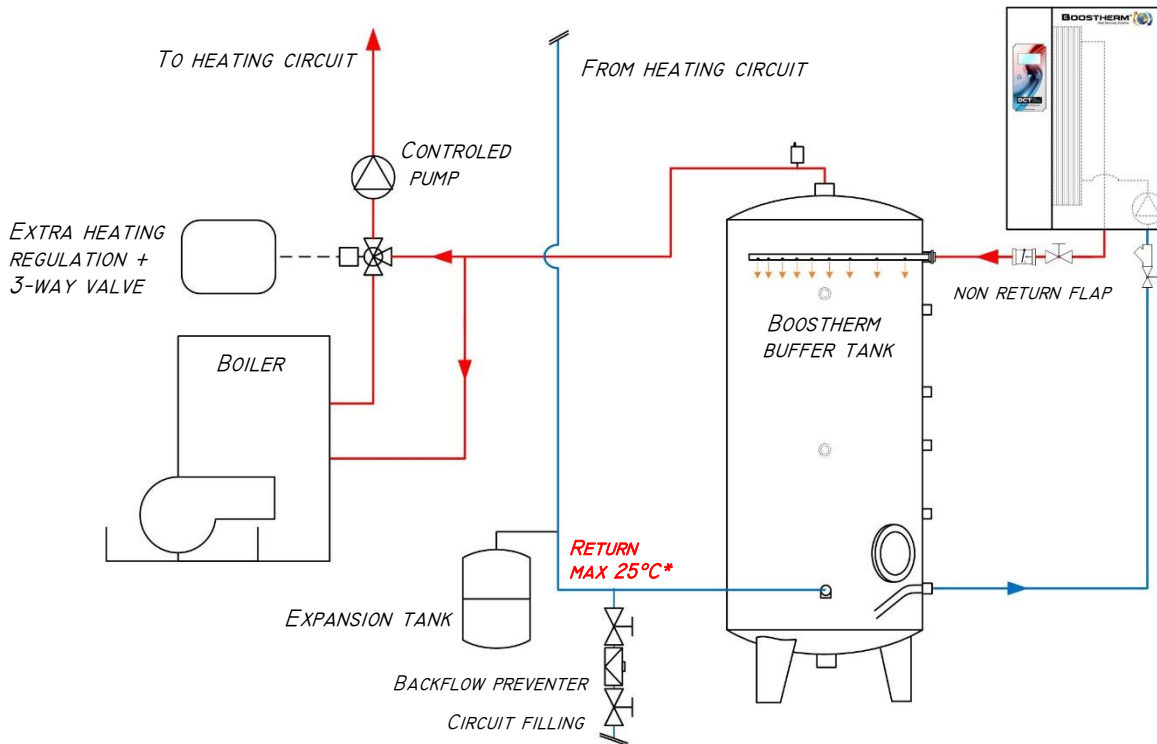 TO HEATING CIRCUIT
FROM HEATING CIRCUIT
BOOSTHERM®
DCT
CONTROLED
PUMP
EXTRA HEATING
REGULATION +
3-WAY VALVE
NON RETURN FLAP
BOOSTHERM
BUFFER TANK
BOILER
RETURN
MAX 25°C*
EXPANSION TANK
BACKFLOW PREVENTER
CIRCUIT FILLING